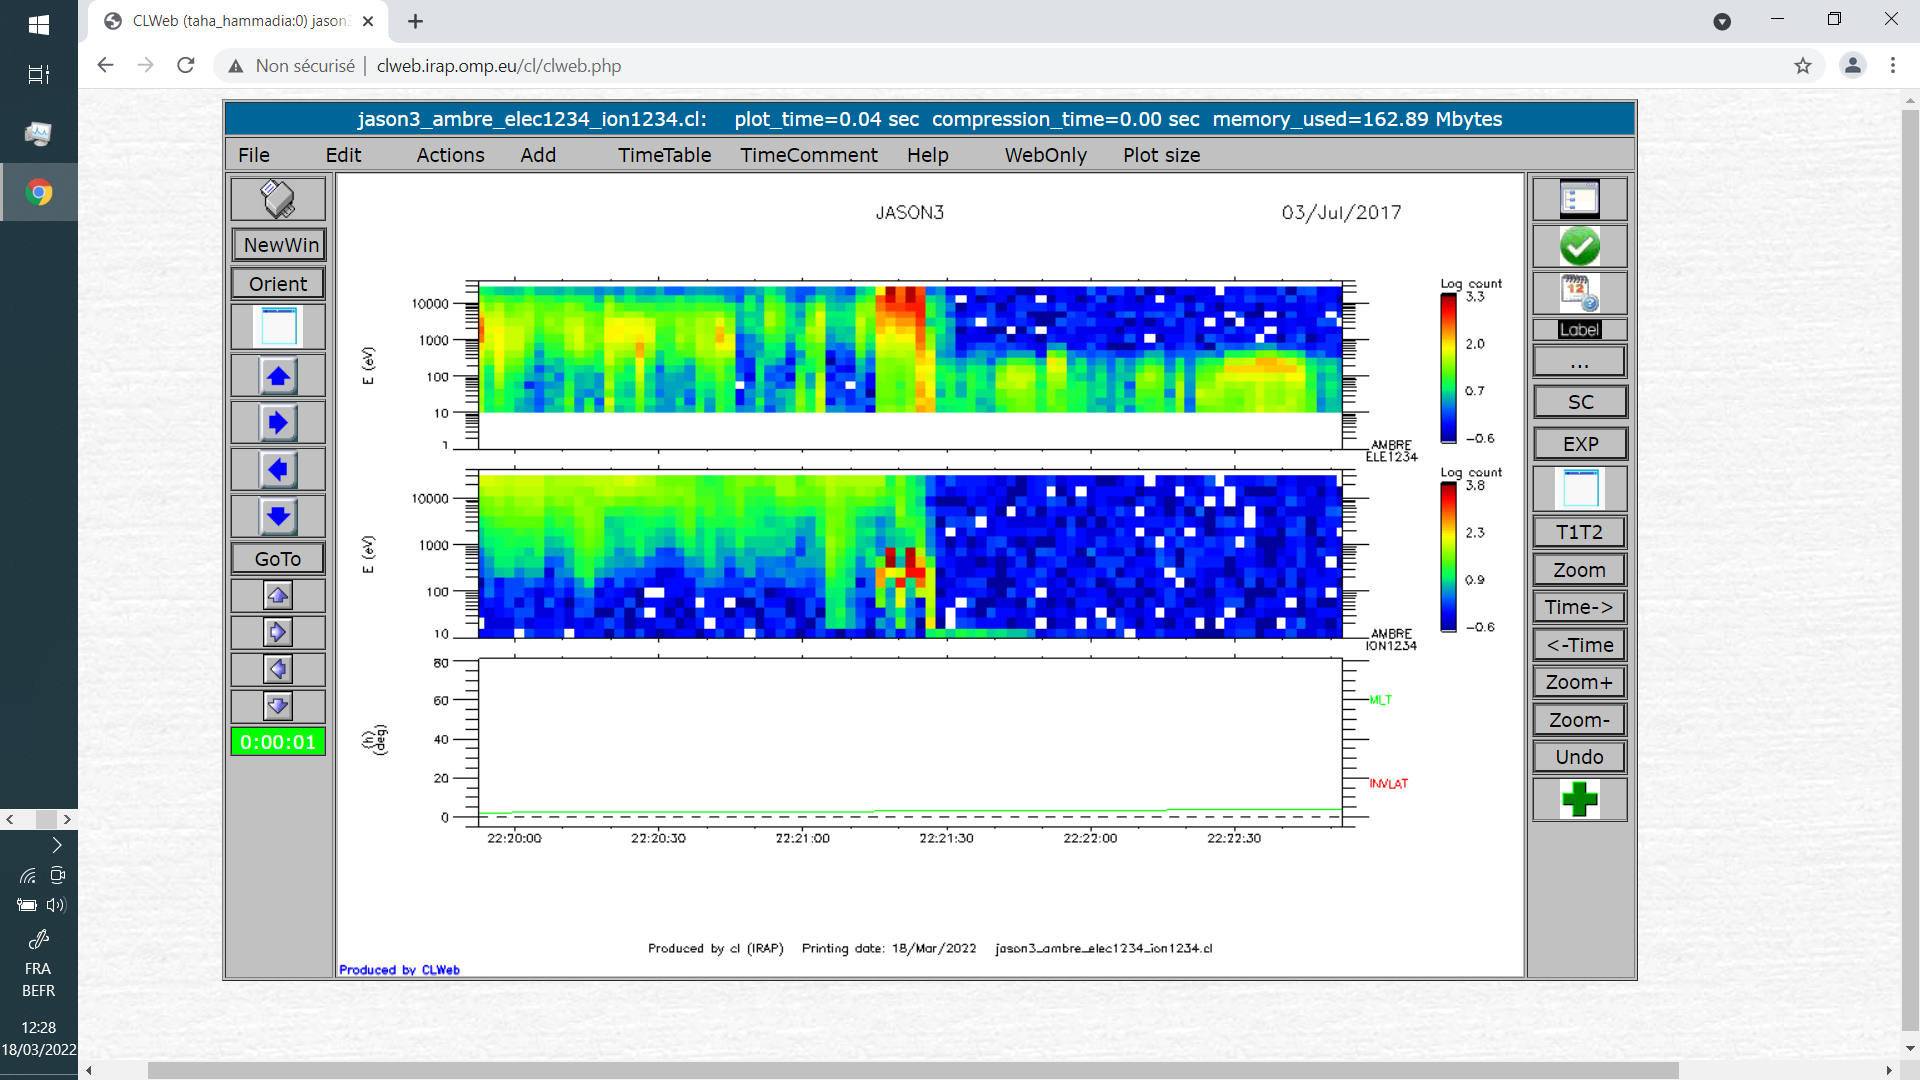 CLWeb (taha_hammadia:0) jason3
Non sécurisé | clweb.irap.omp.eu/cl/clweb.php
jason3_ambre_elec1234_ion1234.cl: plot_time=0.04 sec compression_time=0.00 sec memory_used=162.89 Mbytes
File Edit Actions Add TimeTable TimeComment Help WebOnly Plot size
NewWin
Orient
GoTo
0:00:01
JASON3 03/Jul/2017
10000
1000
100
10
1
E (eV)
AMBRE
ELE1234
Log count
3.3
2.0
0.7
-0.6
10000
1000
100
10
E (eV)
AMBRE
ION1234
Log count
3.8
2.3
0.9
-0.6
80
60
40
20
0
(h)
(deg)
MLT
INVLAT
22:20:00 22:20:30 22:21:00 22:21:30 22:22:00 22:22:30
Produced by cl (IRAP) Printing date: 18/Mar/2022 jason3_ambre_elec1234_ion1234.cl
Produced by CLWeb
12
Label
...
SC
EXP
T1T2
Zoom
Time->
<-Time
Zoom+
Zoom-
Undo
FRA
BEFR
12:28
18/03/2022